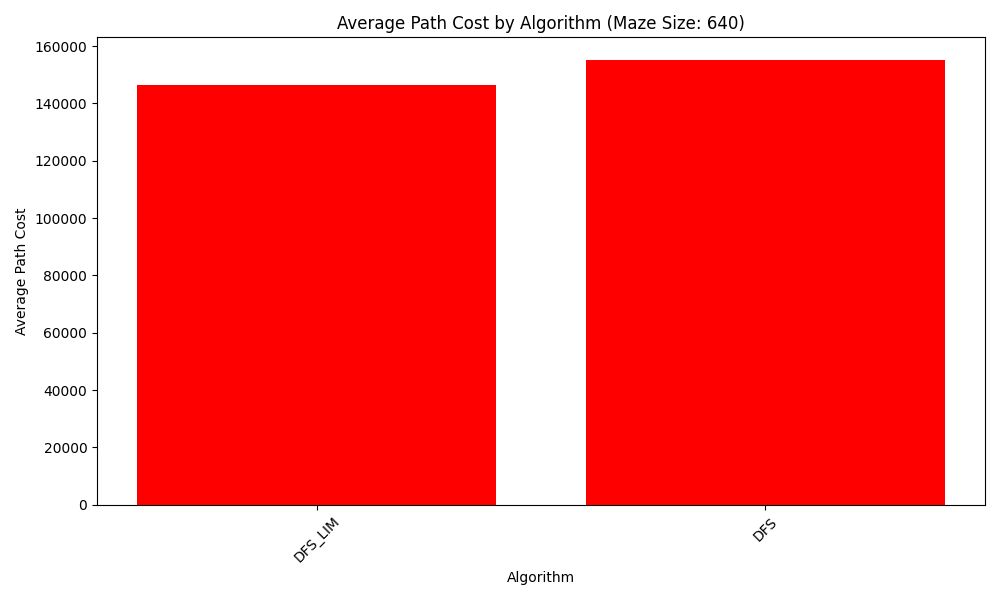 Average Path Cost by Algorithm (Maze Size: 640)
160000
140000
120000
100000
80000
60000
40000
20000
0
Average Path Cost
DFS_LIM
DFS
Algorithm